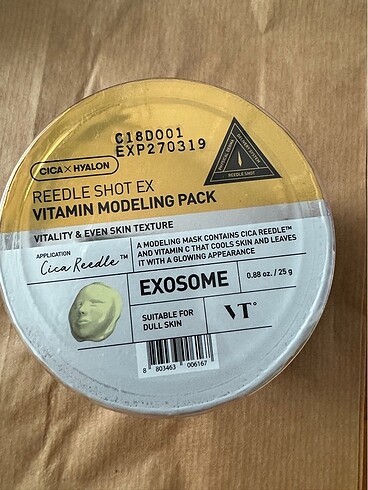 C18D001
EXP270319
CICA X HYALON
REEDLE SHOT
REEDLE SHOT EX
VITAMIN MODELING PACK
VITALITY & EVEN SKIN TEXTURE
APPLICATION
Cica Reedle™
A MODELING MASK CONTAINS CICA REEDLE™
AND VITAMIN C THAT COOLS SKIN AND LEAVES
IT WITH A GLOWING APPEARANCE
EXOSOME
0.88 oz. / 25 g
SUITABLE FOR
DULL SKIN
VT
8 803463 006167